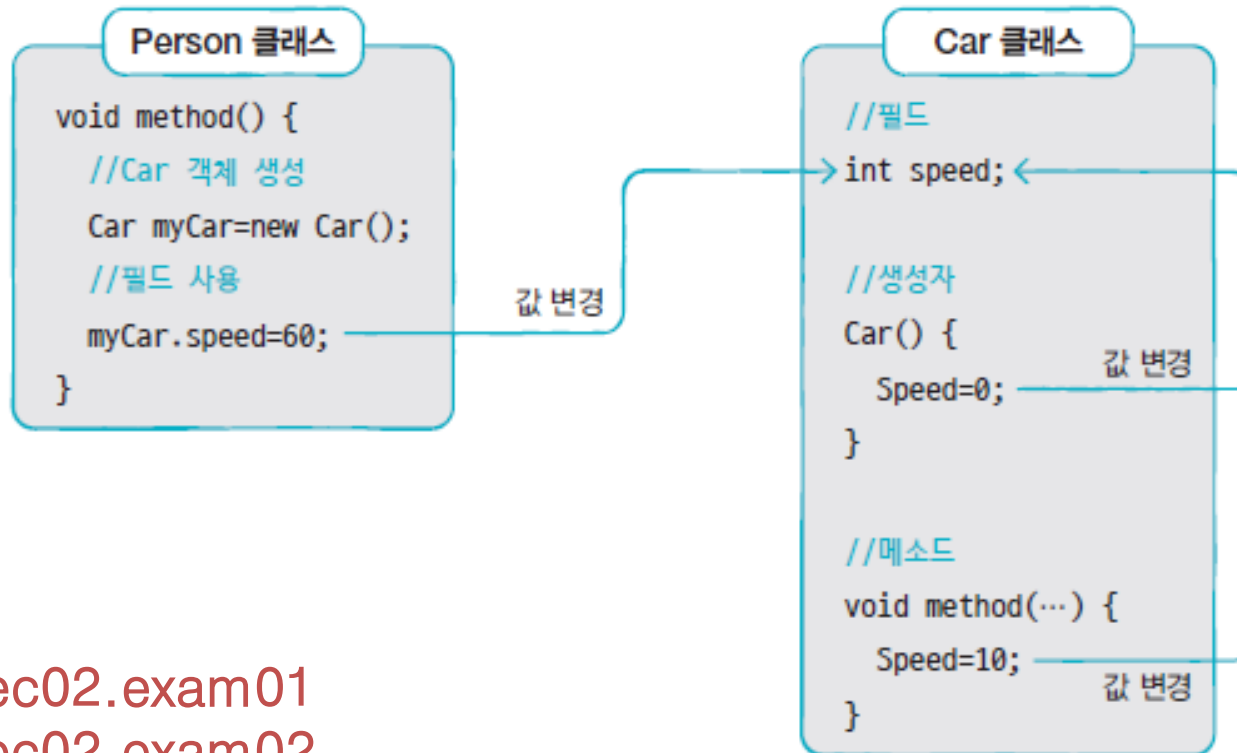 Person 클래스
void method() {
//Car 객체 생성
Car myCar=new Car();
//필드 사용
myCar.speed=60;
}
값 변경
Car 클래스
//필드
int speed;
//생성자
Car() {
Speed=0;
값 변경
}
//메소드
void method(…) {
Speed=10;
값 변경
}
ec02.exam01
ec02.exam02